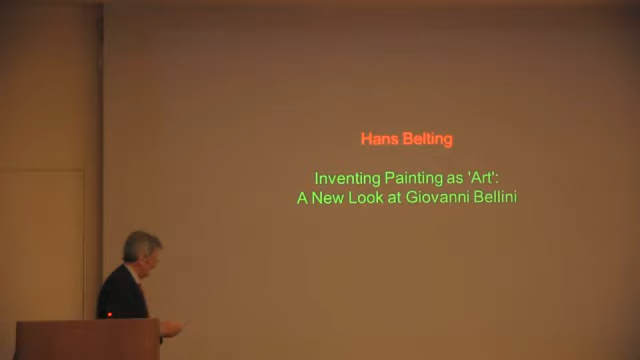 Hans Belting
Inventing Painting as 'Art':
A New Look at Giovanni Bellini